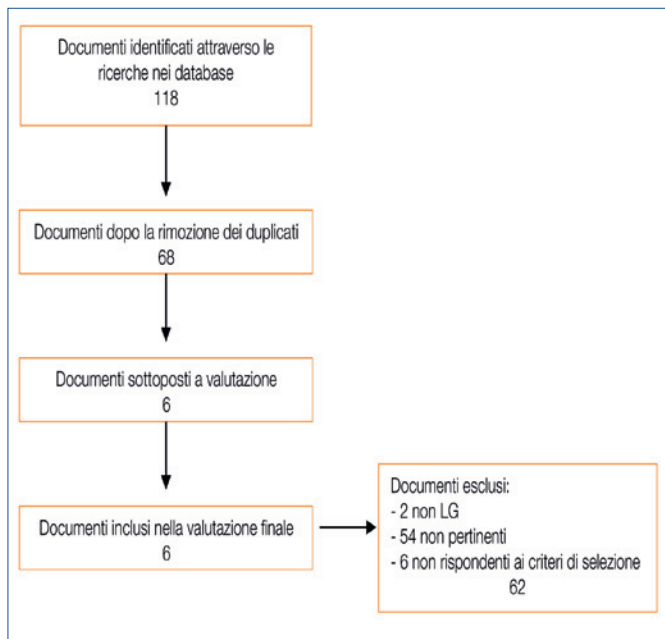 Documenti identificati attraverso le
ricerche nei database
118
Documenti dopo la rimozione dei duplicati
68
Documenti sottoposti a valutazione
6
Documenti inclusi nella valutazione finale
6
Documenti esclusi:
- 2 non LG
- 54 non pertinenti
- 6 non rispondenti ai criteri di selezione
62